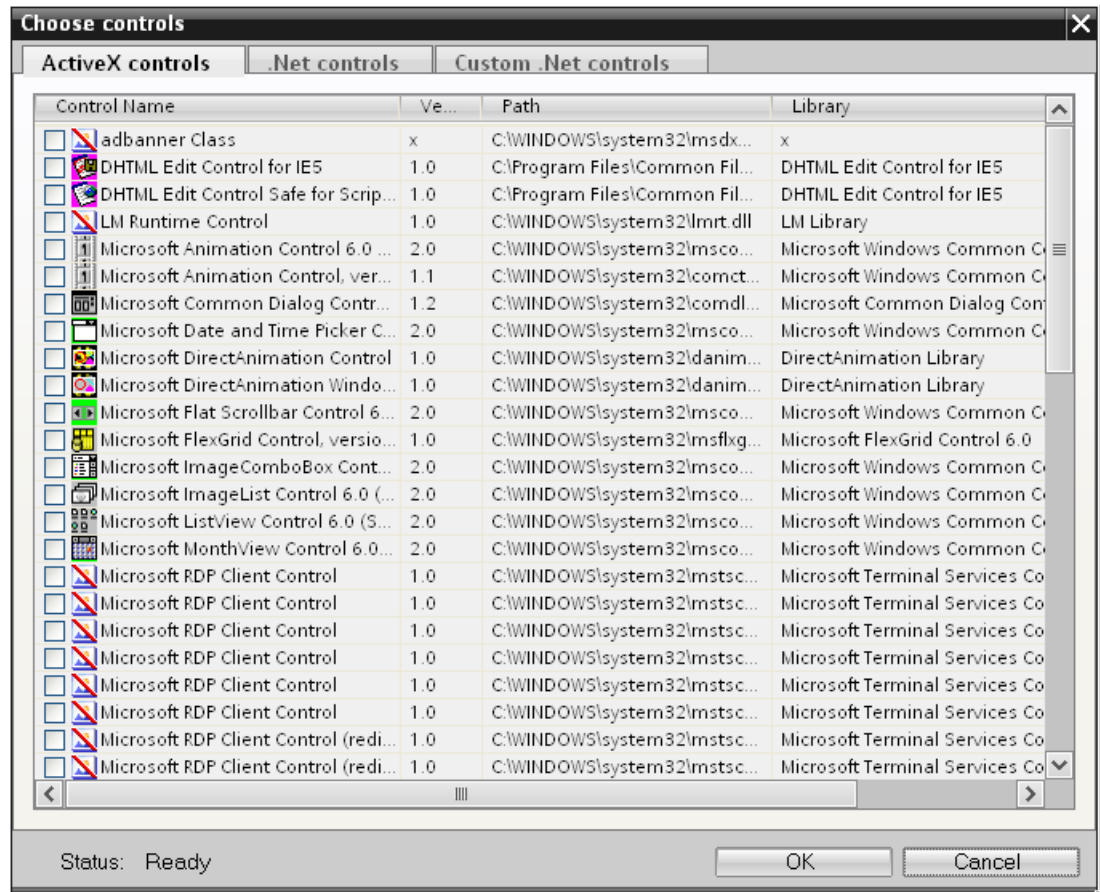 Choose controls
ActiveX controls .Net controls Custom .Net controls
Control Name Ve... Path Library
adbanner Class x C:\WINDOWS\system32\msdx... x
DHTML Edit Control for IE5 1.0 C:\Program Files\Common Fil... DHTML Edit Control for IE5
DHTML Edit Control Safe for Scrip... 1.0 C:\Program Files\Common Fil... DHTML Edit Control for IE5
LM Runtime Control 1.0 C:\WINDOWS\system32\lmrt.dll LM Library
Microsoft Animation Control 6.0 ... 2.0 C:\WINDOWS\system32\msco... Microsoft Windows Common C
Microsoft Animation Control, ver... 1.1 C:\WINDOWS\system32\comct... Microsoft Windows Common C
Microsoft Common Dialog Contr... 1.2 C:\WINDOWS\system32\comdl... Microsoft Common Dialog Con
Microsoft Date and Time Picker C... 2.0 C:\WINDOWS\system32\msco... Microsoft Windows Common C
Microsoft DirectAnimation Control 1.0 C:\WINDOWS\system32\danim... DirectAnimation Library
Microsoft DirectAnimation Windo... 1.0 C:\WINDOWS\system32\danim... DirectAnimation Library
Microsoft Flat Scrollbar Control 6... 2.0 C:\WINDOWS\system32\msco... Microsoft Windows Common C
Microsoft FlexGrid Control, versio... 1.0 C:\WINDOWS\system32\msflxg... Microsoft FlexGrid Control 6.0
Microsoft ImageComboBox Cont... 2.0 C:\WINDOWS\system32\msco... Microsoft Windows Common C
Microsoft ImageList Control 6.0 (... 2.0 C:\WINDOWS\system32\msco... Microsoft Windows Common C
Microsoft ListView Control 6.0 (S... 2.0 C:\WINDOWS\system32\msco... Microsoft Windows Common C
Microsoft MonthView Control 6.0... 2.0 C:\WINDOWS\system32\msco... Microsoft Windows Common C
Microsoft RDP Client Control 1.0 C:\WINDOWS\system32\mstsc... Microsoft Terminal Services Co
Microsoft RDP Client Control 1.0 C:\WINDOWS\system32\mstsc... Microsoft Terminal Services Co
Microsoft RDP Client Control 1.0 C:\WINDOWS\system32\mstsc... Microsoft Terminal Services Co
Microsoft RDP Client Control 1.0 C:\WINDOWS\system32\mstsc... Microsoft Terminal Services Co
Microsoft RDP Client Control 1.0 C:\WINDOWS\system32\mstsc... Microsoft Terminal Services Co
Microsoft RDP Client Control 1.0 C:\WINDOWS\system32\mstsc... Microsoft Terminal Services Co
Microsoft RDP Client Control (redi... 1.0 C:\WINDOWS\system32\mstsc... Microsoft Terminal Services Co
Microsoft RDP Client Control (redi... 1.0 C:\WINDOWS\system32\mstsc... Microsoft Terminal Services Co
Status: Ready OK Cancel